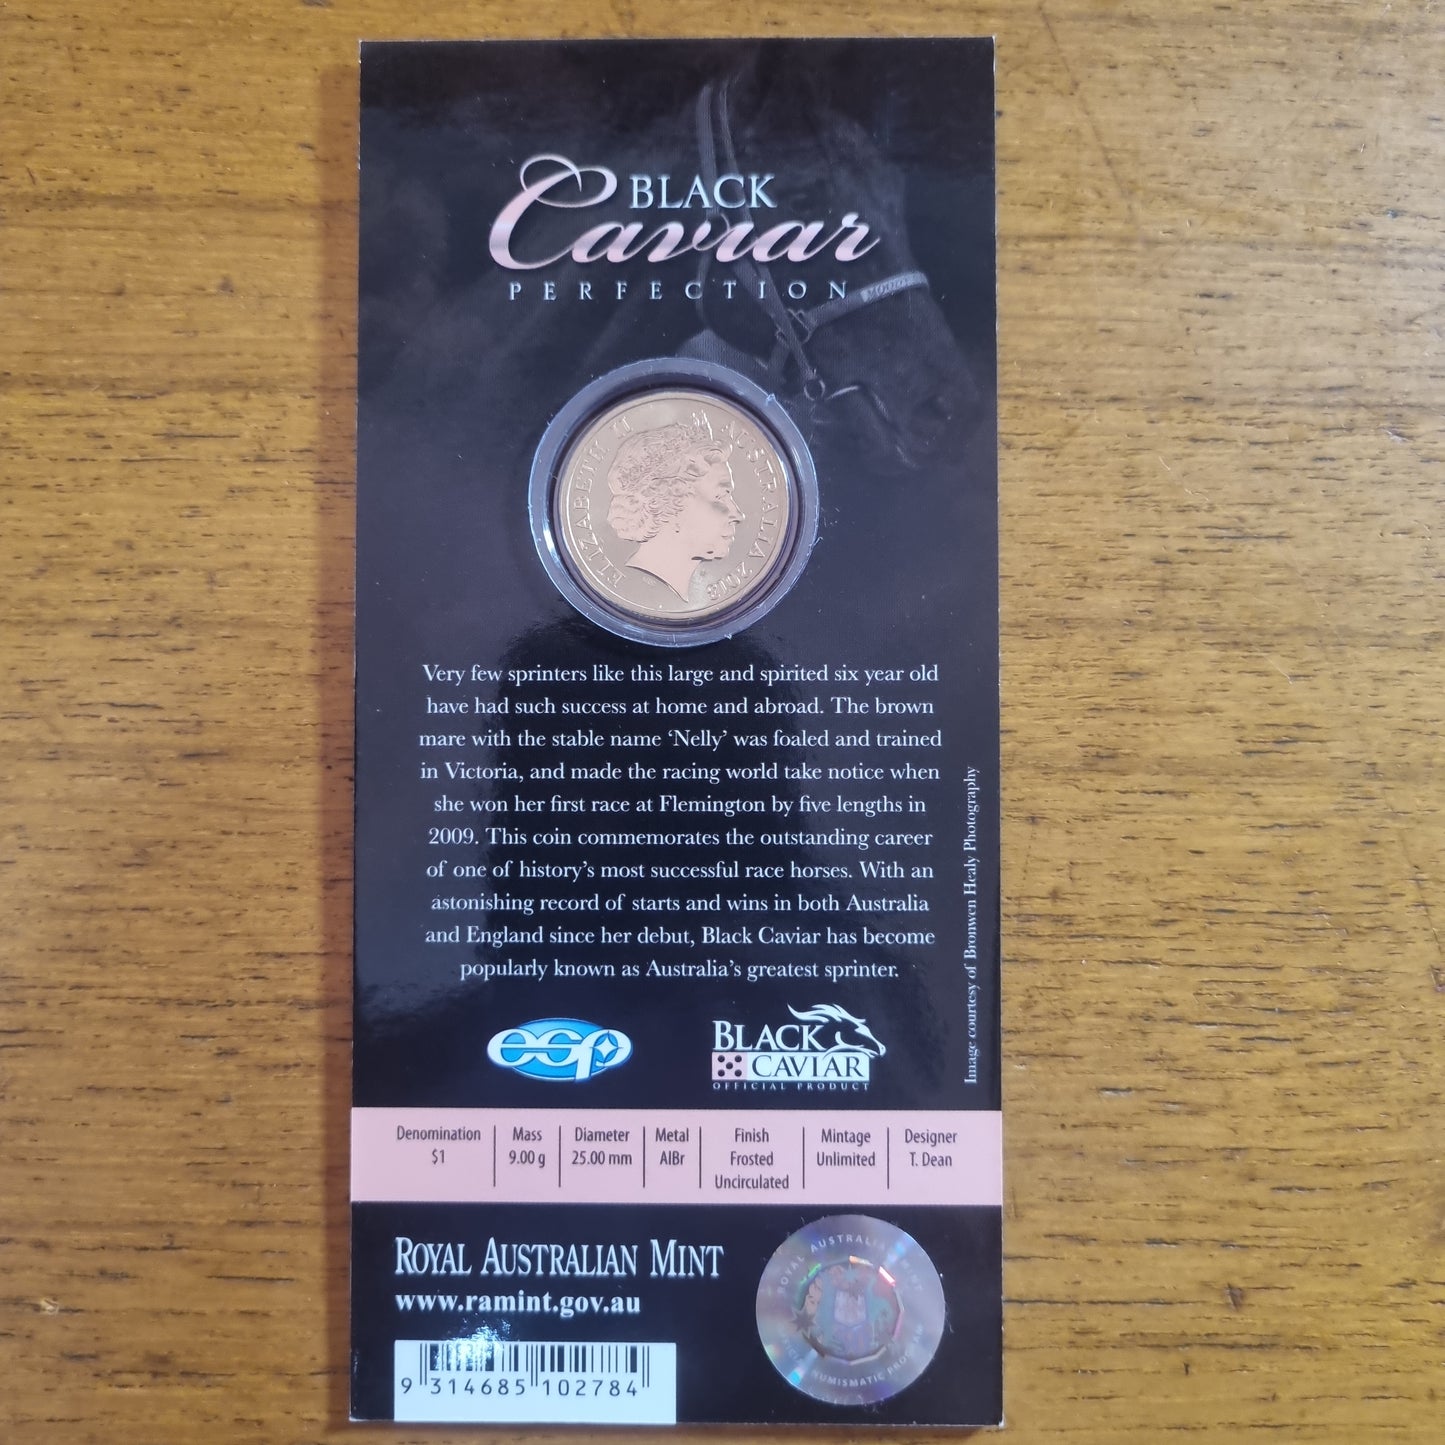 BLACK
Caviar
PERFECTION
MOODY
ELIZABETH II
AUSTRALIA 2013
Very few sprinters like this large and spirited six year old
have had such success at home and abroad. The brown
mare with the stable name ‘Nelly’ was foaled and trained
in Victoria, and made the racing world take notice when
she won her first race at Flemington by five lengths in
2009. This coin commemorates the outstanding career
of one of history’s most successful race horses. With an
astonishing record of starts and wins in both Australia
and England since her debut, Black Caviar has become
popularly known as Australia’s greatest sprinter.
Image courtesy of Bronwen Healy Photography
ecp
BLACK
CAVIAR
OFFICIAL PRODUCT
Denomination
$1
Mass
9.00 g
Diameter
25.00 mm
Metal
AlBr
Finish
Frosted
Uncirculated
Mintage
Unlimited
Designer
T. Dean
ROYAL AUSTRALIAN MINT
www.ramint.gov.au
9 314685 102784
ROYAL AUSTRALIAN MINT
NUMISMATIC PROGRAM